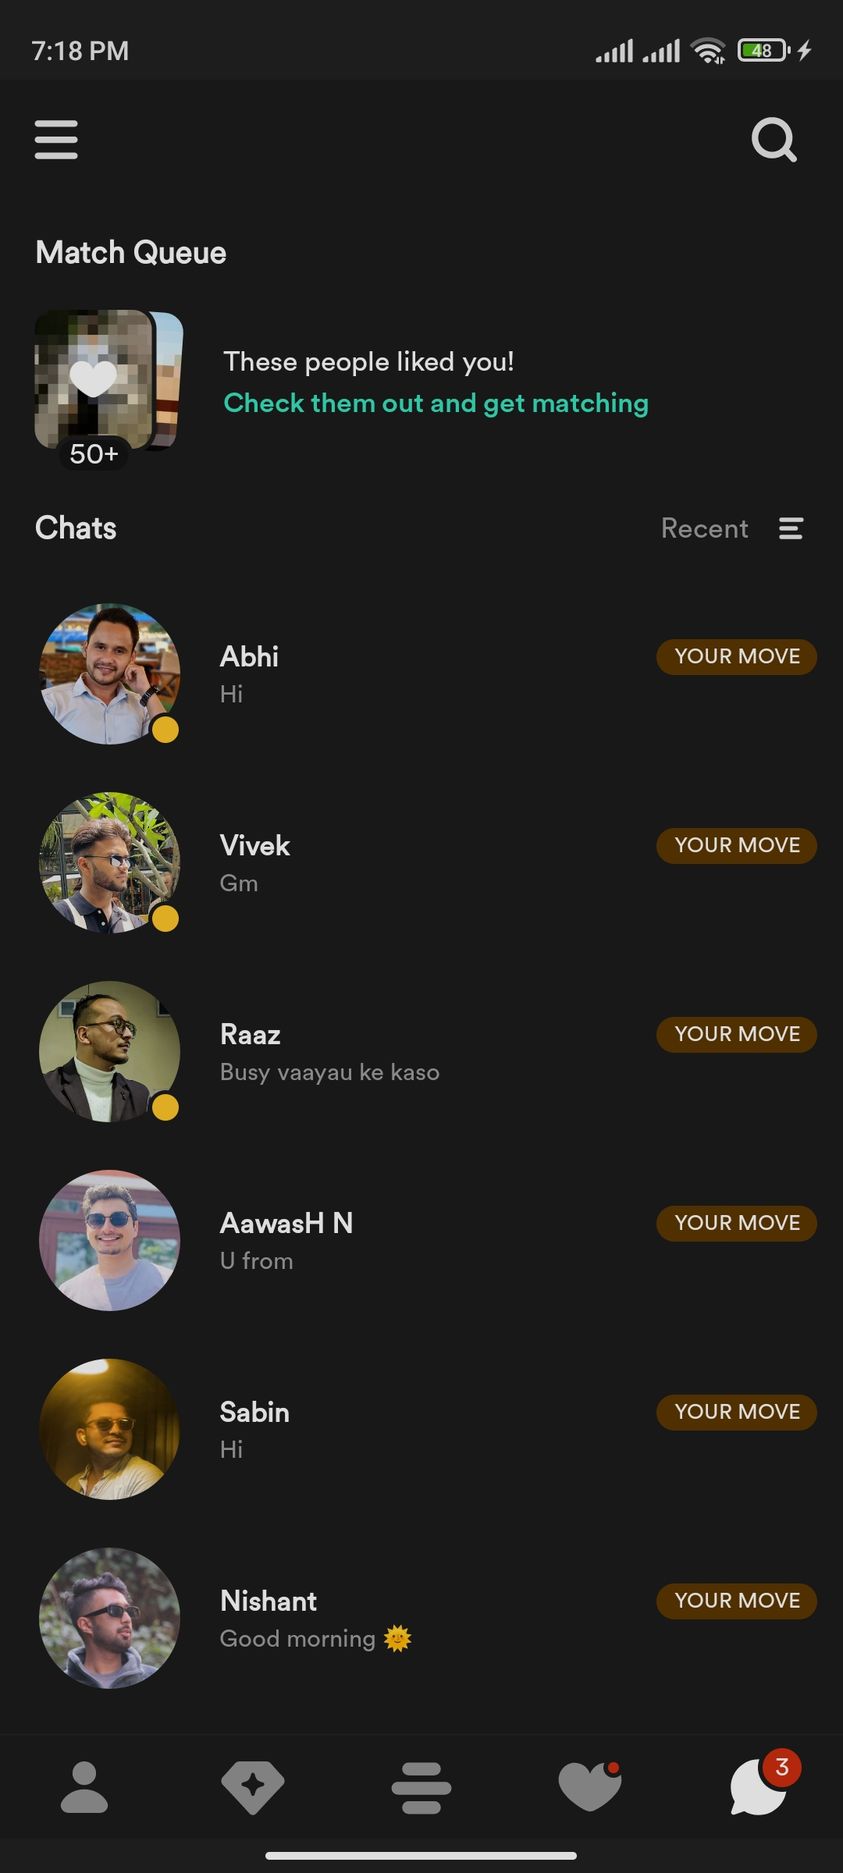 7:18 PM
48
Match Queue
These people liked you!
Check them out and get matching
50+
Chats
Recent
Abhi
YOUR MOVE
Hi
Vivek
YOUR MOVE
Gm
Raaz
YOUR MOVE
Busy vaayau ke kaso
AawasH N
YOUR MOVE
U from
Sabin
YOUR MOVE
Hi
Nishant
YOUR MOVE
Good morning 🌞
3